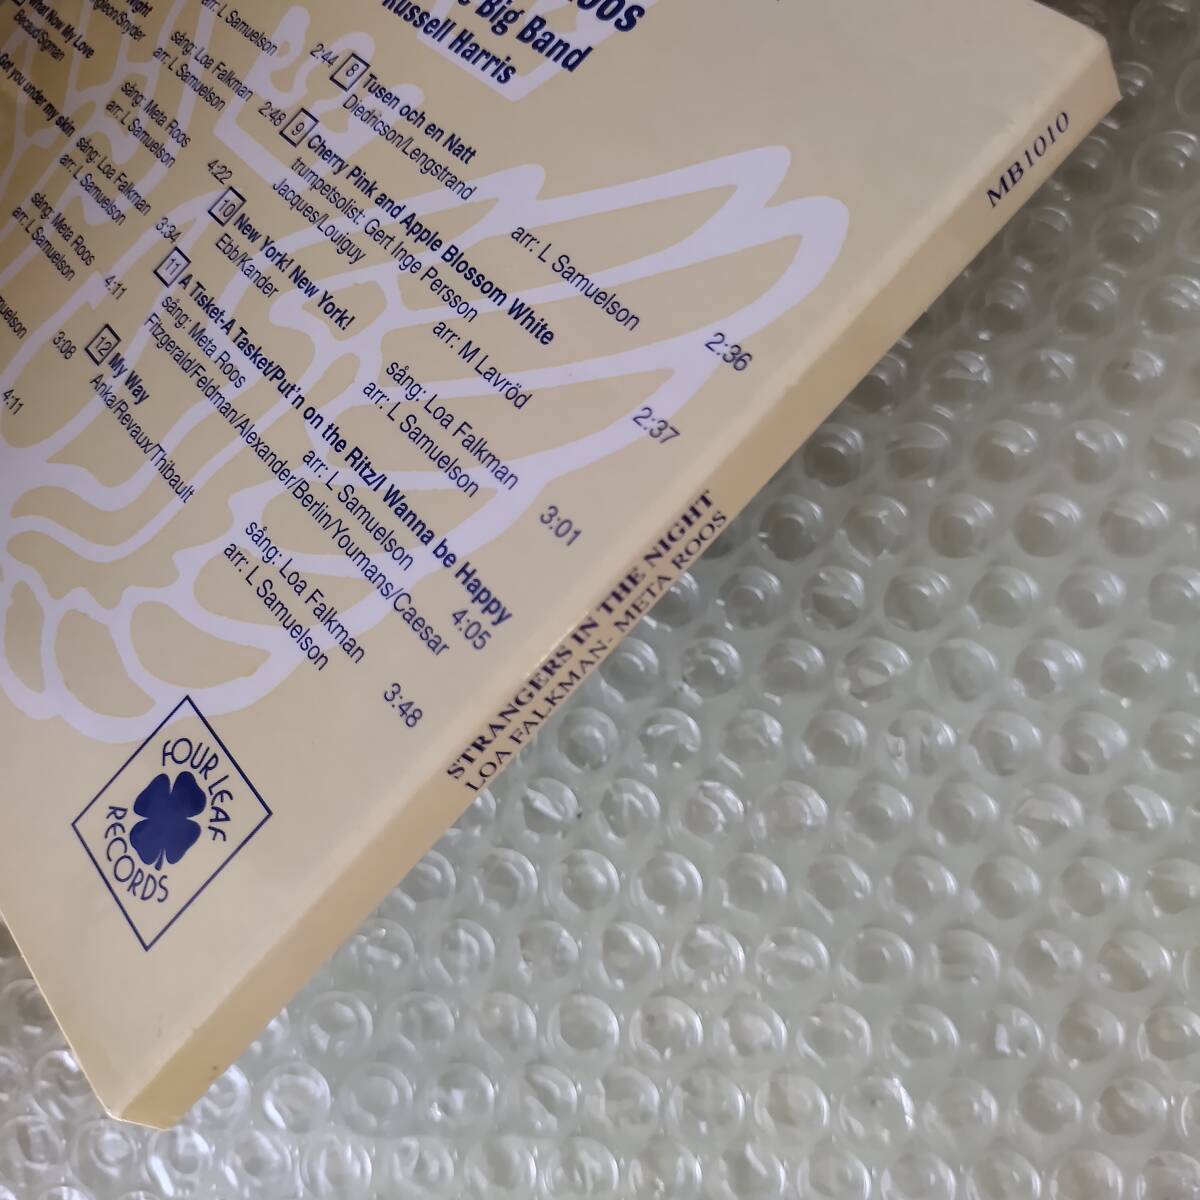 Big Band
Russell Harris
arr: L Samuelson
What Now My Love
Becaud/Sigman
sång: Loa Falkman
arr: L Samuelson
2:44
Get you under my skin
sång: Meta Roos
arr: L Samuelson
2:48
sång: Loa Falkman
arr: L Samuelson
4:22
sång: Meta Roos
arr: L Samuelson
3:34
4:11
3:08
4:11
8 Tusen och en Natt
Diedricson/Lengstrand
arr: L Samuelson
2:36
9 Cherry Pink and Apple Blossom White
trumpetsolist: Gert Inge Persson
Jacques/Louiguy
arr: M Lavröd
2:37
10 New York! New York!
Ebb/Kander
sång: Loa Falkman
arr: L Samuelson
3:01
11 A Tisket-A Tasket/Put'n on the Ritz/I Wanna be Happy
sång: Meta Roos
arr: L Samuelson
4:05
Fitzgerald/Feldman/Alexander/Berlin/Youmans/Caesar
12 My Way
Anka/Revaux/Thibault
sång: Loa Falkman
arr: L Samuelson
3:48
FOUR LEAF
RECORDS
STRANGERS IN THE NIGHT
LOA FALKMAN- META ROOS
MB1010